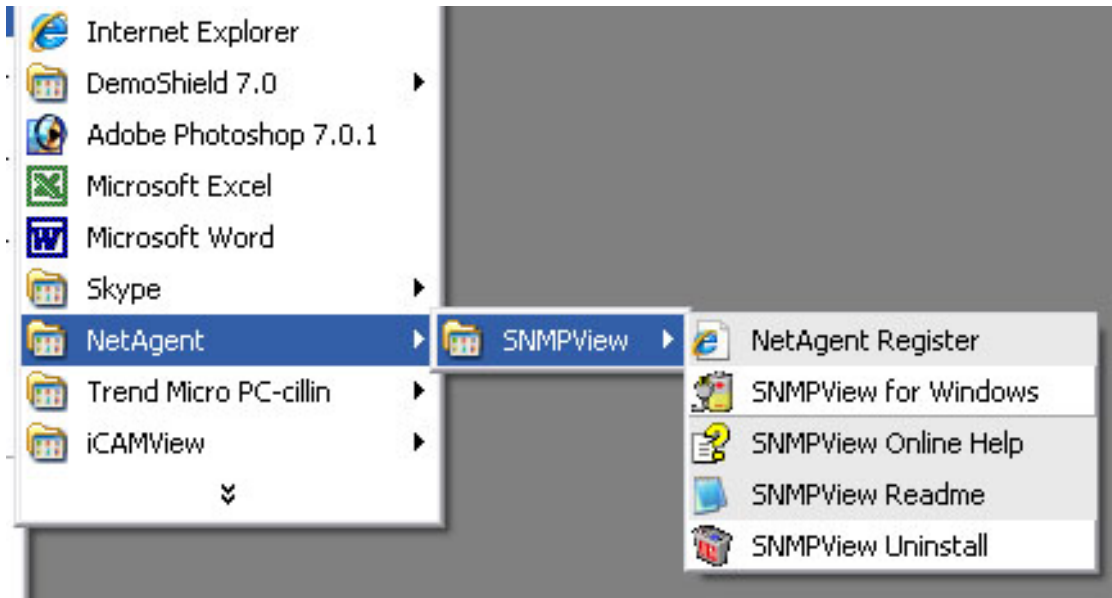 Internet Explorer
DemoShield 7.0
Adobe Photoshop 7.0.1
Microsoft Excel
Microsoft Word
Skype
NetAgent
Trend Micro PC-cillin
iCAMView
SNMPView
NetAgent Register
SNMPView for Windows
SNMPView Online Help
SNMPView Readme
SNMPView Uninstall